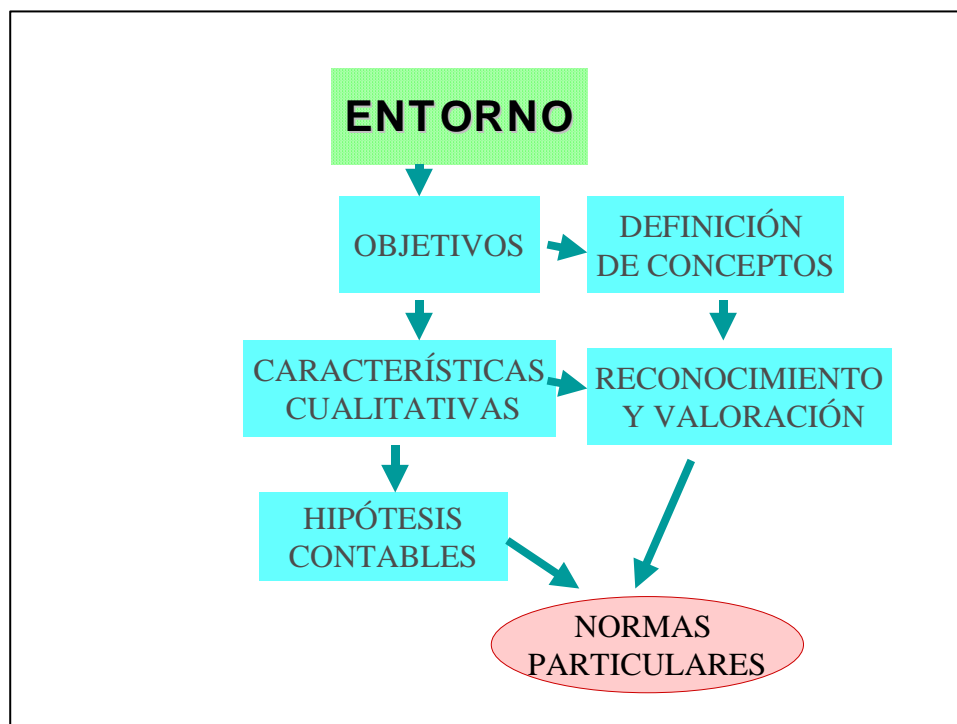 ENTORNO
OBJETIVOS
DEFINICIÓN
DE CONCEPTOS
CARACTERÍSTICAS
CUALITATIVAS
RECONOCIMIENTO
Y VALORACIÓN
HIPÓTESIS
CONTABLES
NORMAS
PARTICULARES